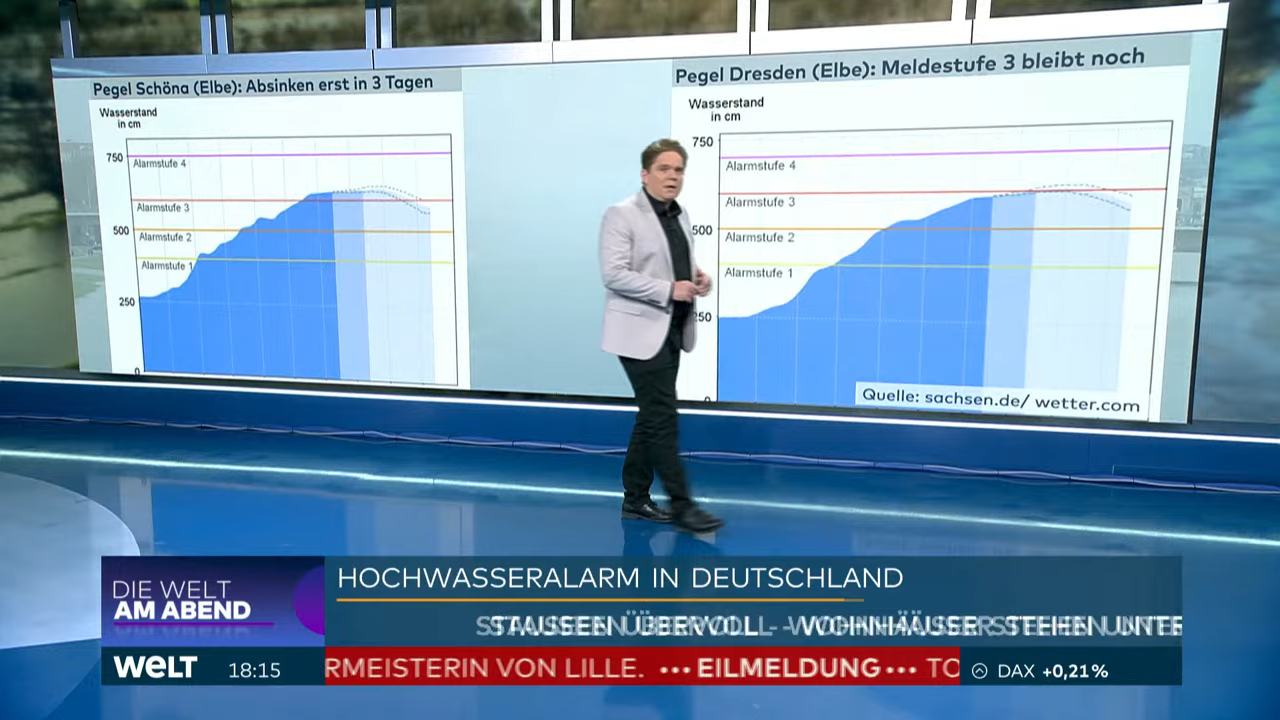 Pegel Schöna (Elbe): Absinken erst in 3 Tagen
Wasserstand
in cm
750
Alarmstufe 4
Alarmstufe 3
500
Alarmstufe 2
Alarmstufe 1
250
0
Pegel Dresden (Elbe): Meldestufe 3 bleibt noch
Wasserstand
in cm
750
Alarmstufe 4
Alarmstufe 3
500
Alarmstufe 2
Alarmstufe 1
250
0
Quelle: sachsen.de/ wetter.com
DIE WELT
AM ABEND
HOCHWASSERALARM IN DEUTSCHLAND
STAUSEEN ÜBERVOLL - WOHNHÄUSER STEHEN UNTE
welt
18:15
RMEISTERIN VON LILLE. ••• EILMELDUNG ••• TO
DAX +0,21%